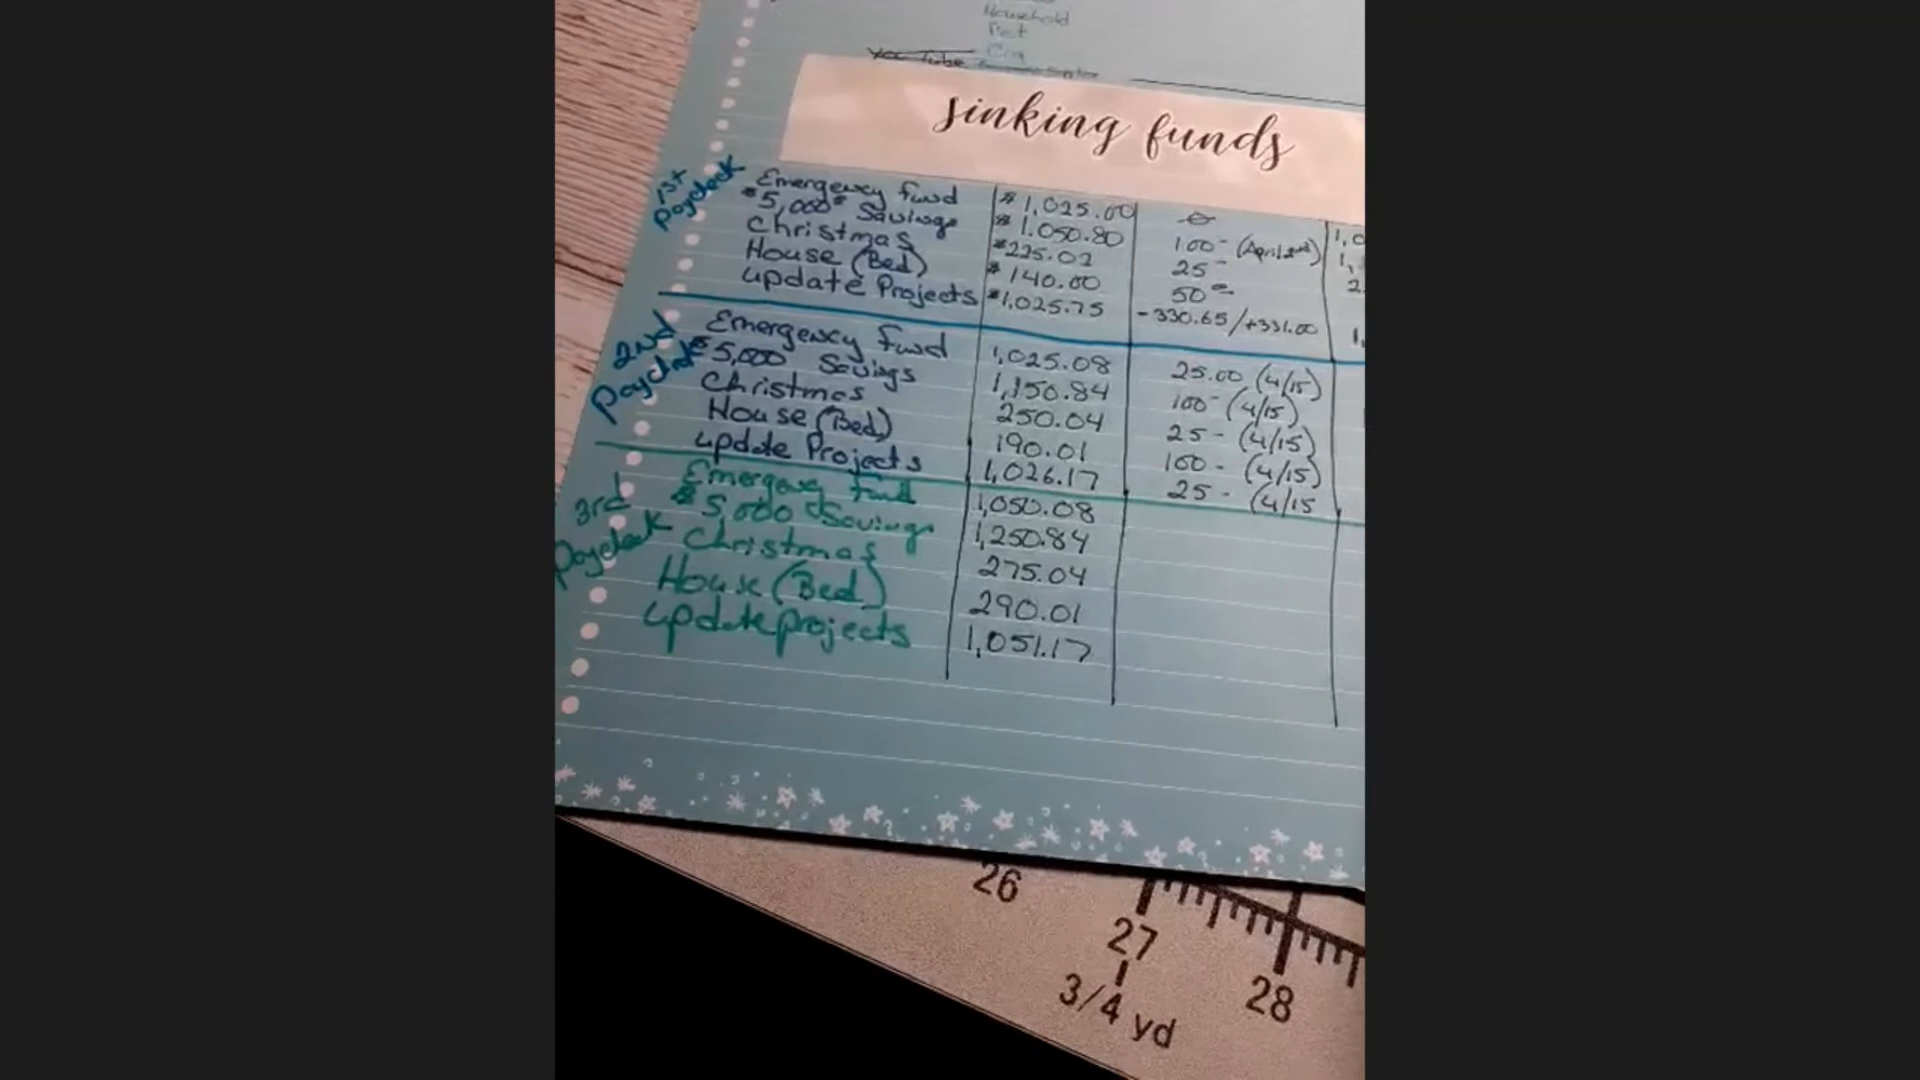 Household
Pet
Car
You Tube
sinking funds
1st Paycheck
Emergency Fund $1,025.00 ∅
$5,000 Savings $1,050.80 100- (April 2nd)
Christmas $225.02 25-
House (Bed) $140.00 50
update Projects $1,025.75 -330.65/+331.00
2nd Paycheck
Emergency Fund 1,025.08 25.00 (4/15)
$5,000 Savings 1,150.84 100- (4/15)
Christmas 250.04 25- (4/15)
House (Bed) 190.01 100- (4/15)
update Projects 1,026.17 25- (4/15
3rd Paycheck
Emergency Fund 1,050.08
$5,000 Savings 1,250.84
Christmas 275.04
House (Bed) 290.01
update projects 1,051.17
26
27
28
3/4 yd